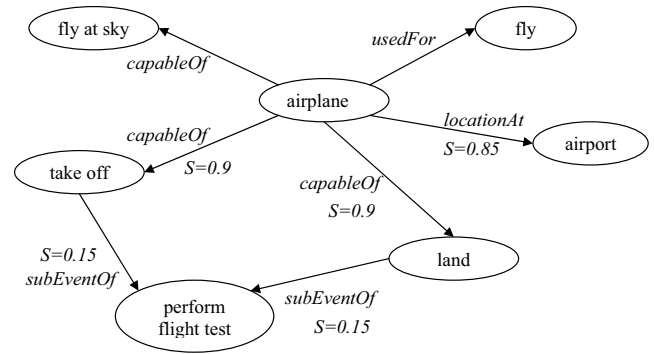 fly at sky
fly
usedFor
capableOf
airplane
locationAt
capableOf
S=0.9
S=0.85
airport
take off
capableOf
S=0.9
S=0.15
subEventOf
land
perform
flight test
subEventOf
S=0.15